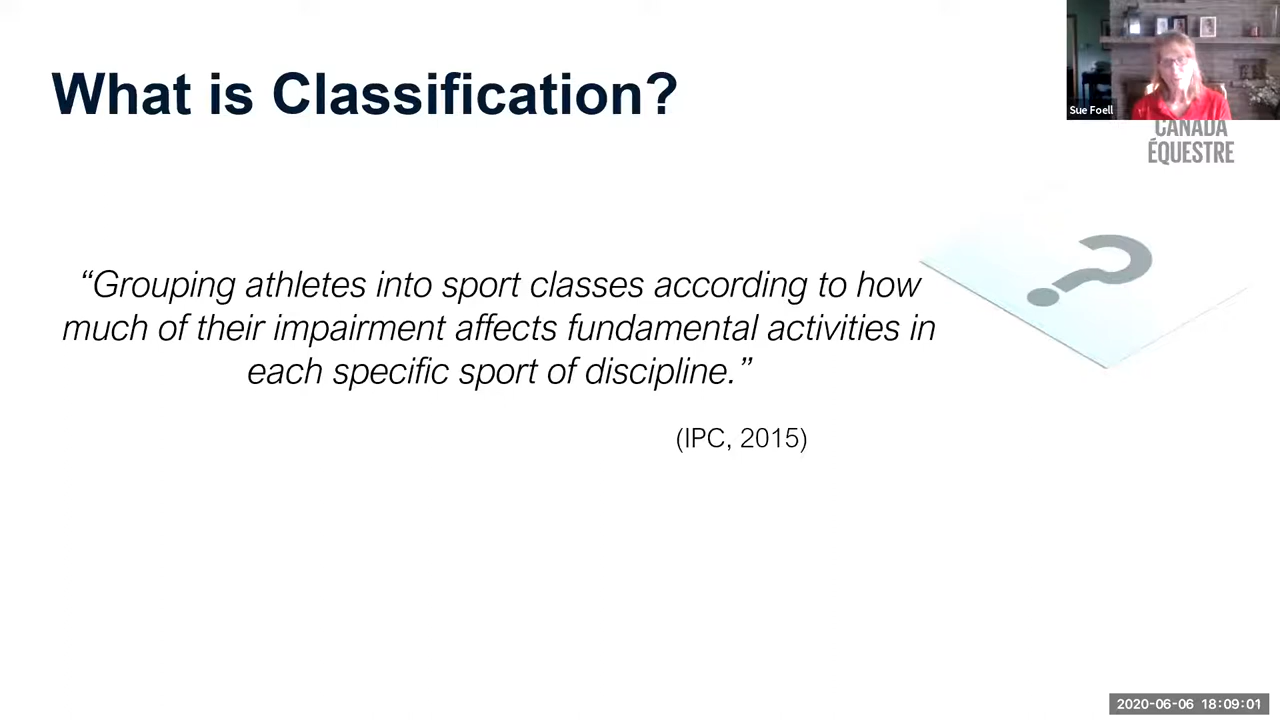 What is Classification?
Sue Foell
CANADA
ÉQUESTRE
“Grouping athletes into sport classes according to how
much of their impairment affects fundamental activities in
each specific sport of discipline.”
(IPC, 2015)
?
2020-06-06 18:09:01